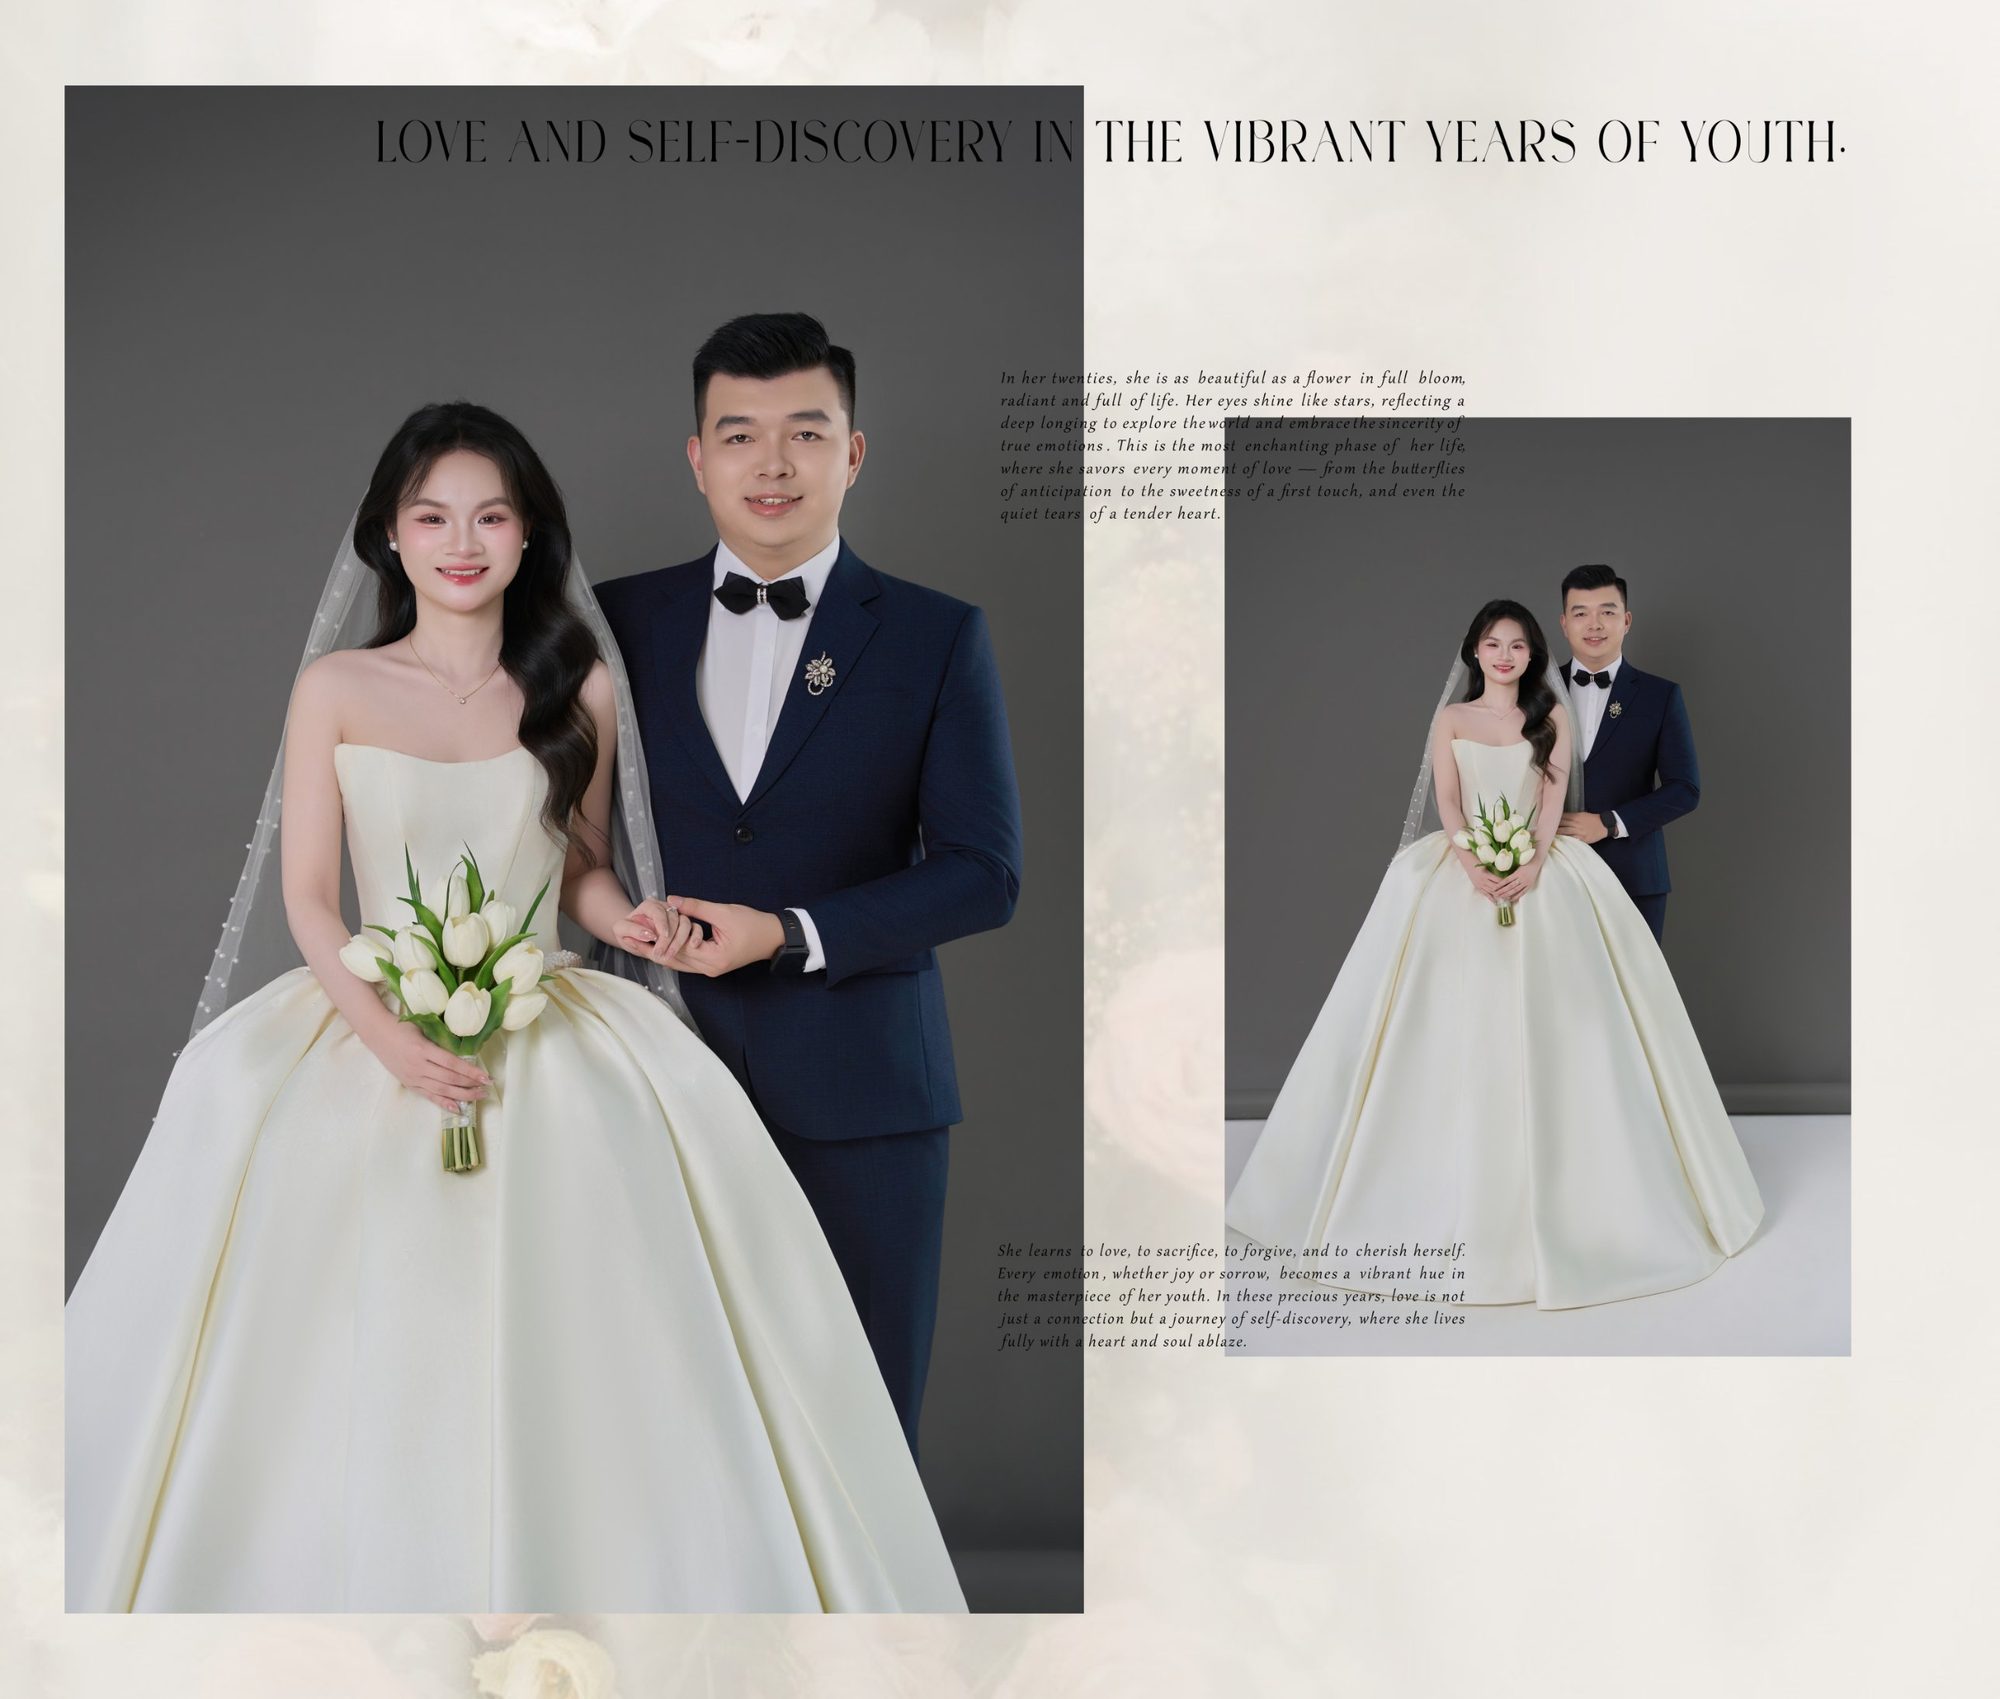 LOVE AND SELF-DISCOVERY IN THE VIBRANT YEARS OF YOUTH.
In her twenties, she is as beautiful as a flower in full bloom,
radiant and full of life. Her eyes shine like stars, reflecting a
deep longing to explore the world and embrace the sincerity of
true emotions. This is the most enchanting phase of her life,
where she savors every moment of love — from the butterflies
of anticipation to the sweetness of a first touch, and even the
quiet tears of a tender heart.
She learns to love, to sacrifice, to forgive, and to cherish herself.
Every emotion, whether joy or sorrow, becomes a vibrant hue in
the masterpiece of her youth. In these precious years, love is not
just a connection but a journey of self-discovery, where she lives
fully with a heart and soul ablaze.